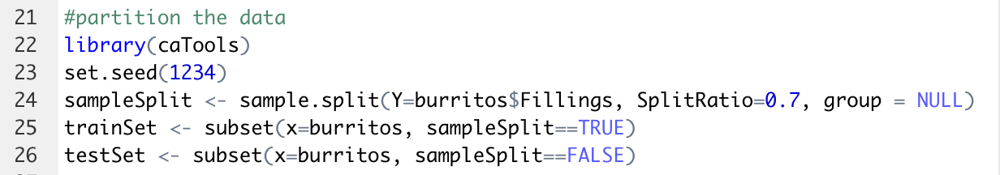 21 #partition the data
22 library(caTools)
23 set.seed(1234)
24 sampleSplit <- sample.split(Y=burritos$Fillings, SplitRatio=0.7, group = NULL)
25 trainSet <- subset(x=burritos, sampleSplit==TRUE)
26 testSet <- subset(x=burritos, sampleSplit==FALSE)